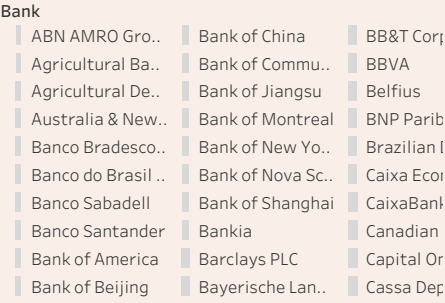 Bank
ABN AMRO Gro..
Agricultural Ba..
Agricultural De..
Australia & New..
Banco Bradesco..
Banco do Brasil ..
Banco Sabadell
Banco Santander
Bank of America
Bank of Beijing
Bank of China
Bank of Commu..
Bank of Jiangsu
Bank of Montreal
Bank of New Yo..
Bank of Nova Sc..
Bank of Shanghai
Bankia
Barclays PLC
Bayerische Lan..
BB&T Corp
BBVA
Belfius
BNP Parib
Brazilian
Caixa Econ
CaixaBank
Canadian
Capital On
Cassa Dep